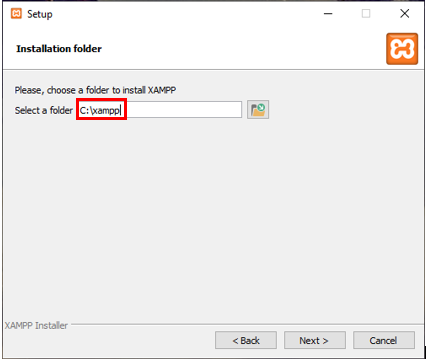 Setup
Installation folder
Please, choose a folder to install XAMPP
Select a folder C:\xampp
XAMPP Installer
< Back Next > Cancel